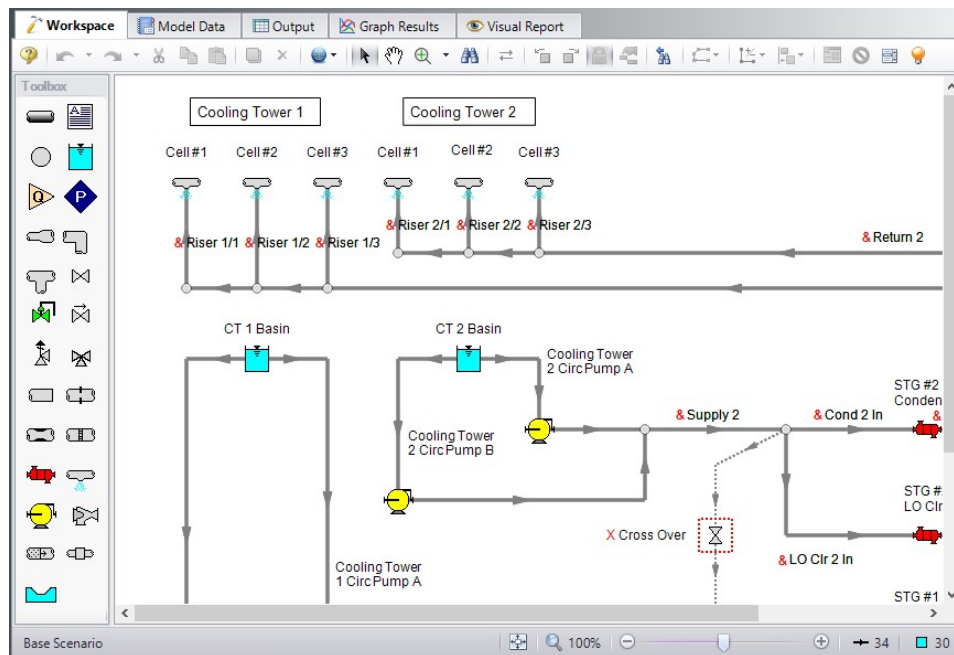 Workspace
Model Data
Output
Graph Results
Visual Report
Toolbox
A
Q
P
Cooling Tower 1
Cooling Tower 2
Cell #1
Cell #2
Cell #3
Cell #1
Cell #2
Cell #3
& Riser 1/1
& Riser 1/2
& Riser 1/3
& Riser 2/1
& Riser 2/2
& Riser 2/3
& Return 2
CT 1 Basin
CT 2 Basin
Cooling Tower
2 Circ Pump A
STG #2
Conden
&
& Supply 2
& Cond 2 In
Cooling Tower
2 Circ Pump B
STG #
LO Clr
X Cross Over
& LO Clr 2 In
Cooling Tower
1 Circ Pump A
STG #1
Base Scenario
100%
34
30